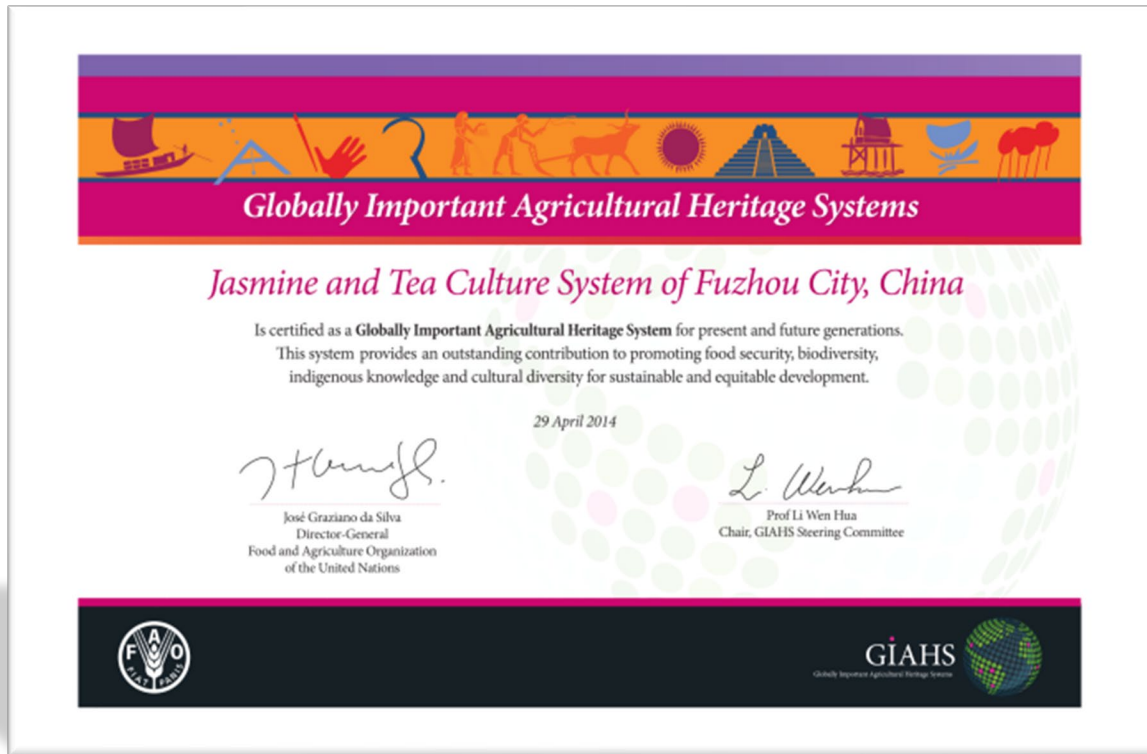 Globally Important Agricultural Heritage Systems
Jasmine and Tea Culture System of Fuzhou City, China
Is certified as a Globally Important Agricultural Heritage System for present and future generations.
This system provides an outstanding contribution to promoting food security, biodiversity,
indigenous knowledge and cultural diversity for sustainable and equitable development.
29 April 2014
José Graziano da Silva
Director-General
Food and Agriculture Organization
of the United Nations
L. Wenhua
Prof Li Wen Hua
Chair, GIAHS Steering Committee
FAO
FIAT PANIS
GIAHS
Globally Important Agricultural Heritage Systems